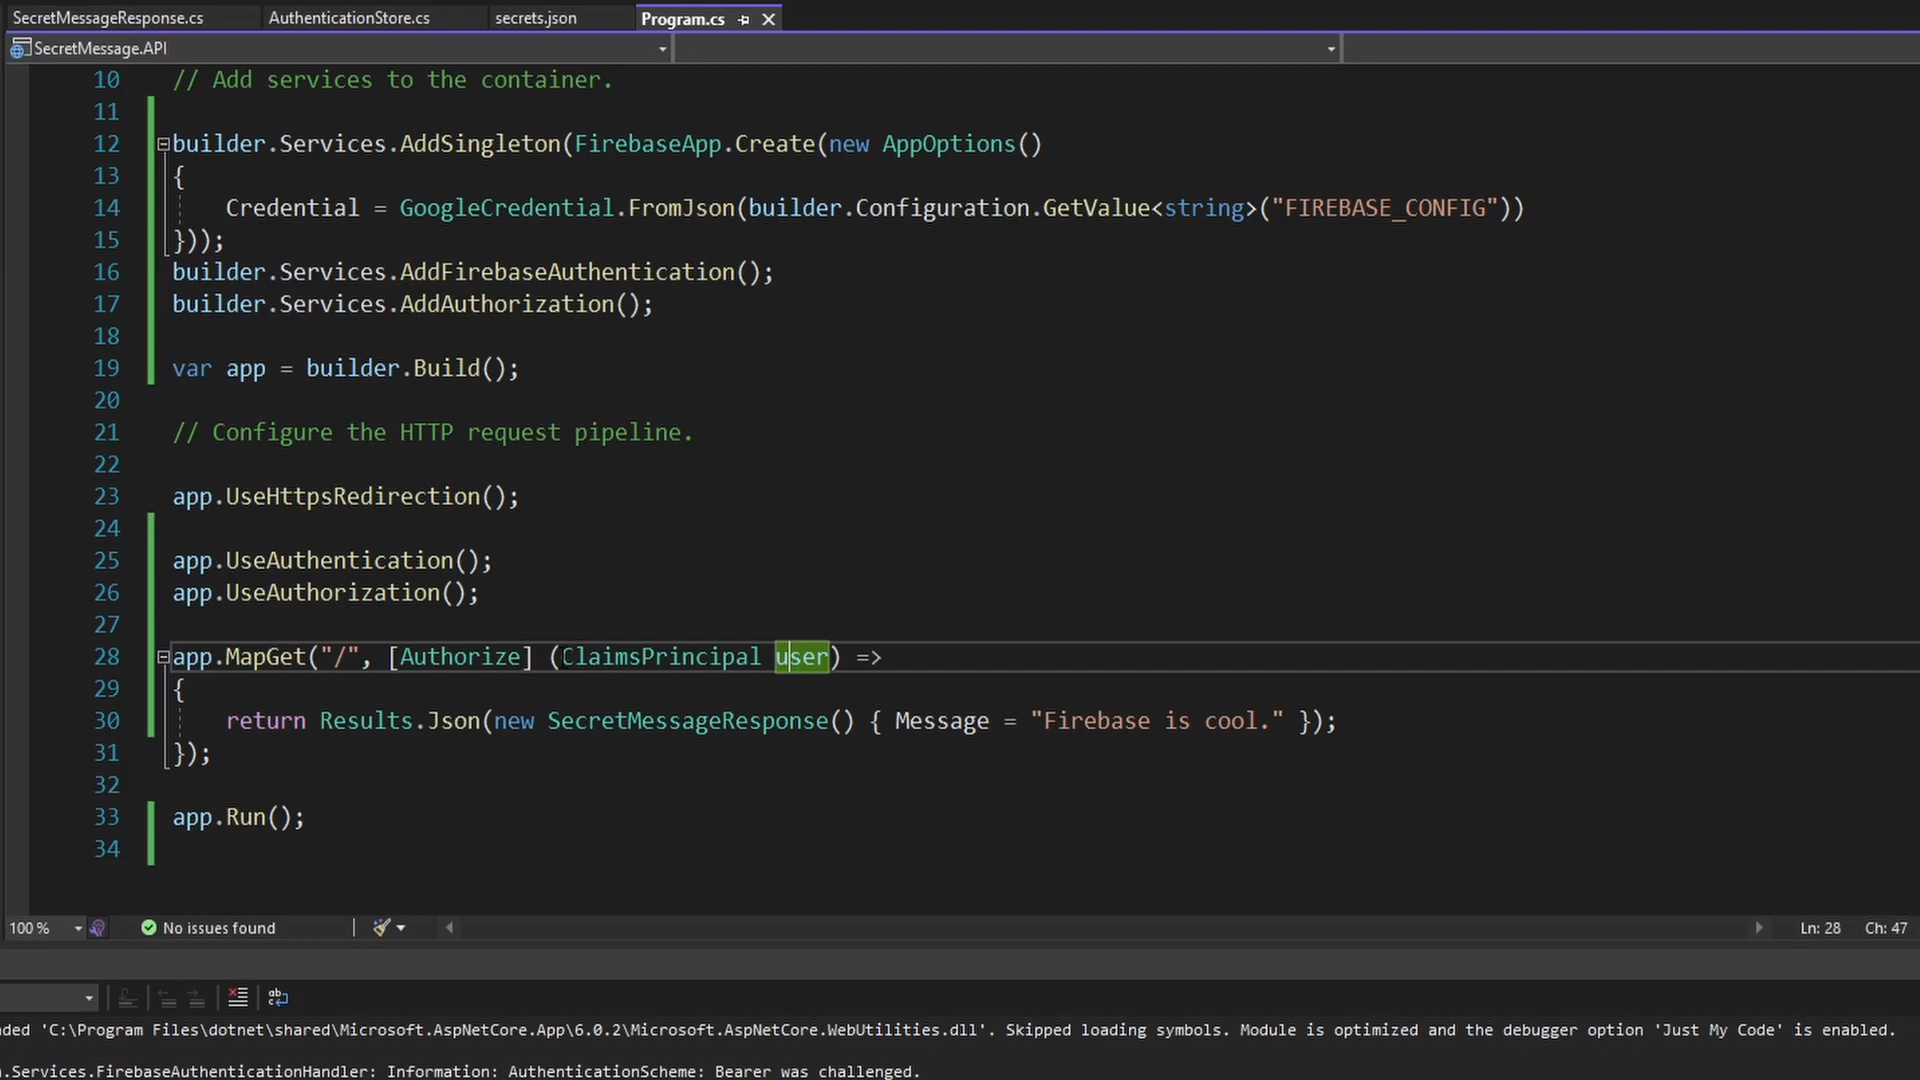 SecretMessageResponse.cs AuthenticationStore.cs secrets.json Program.cs
SecretMessage.API
10 // Add services to the container.
11
12 builder.Services.AddSingleton(FirebaseApp.Create(new AppOptions()
13 {
14 Credential = GoogleCredential.FromJson(builder.Configuration.GetValue<string>("FIREBASE_CONFIG"))
15 }));
16 builder.Services.AddFirebaseAuthentication();
17 builder.Services.AddAuthorization();
18
19 var app = builder.Build();
20
21 // Configure the HTTP request pipeline.
22
23 app.UseHttpsRedirection();
24
25 app.UseAuthentication();
26 app.UseAuthorization();
27
28 app.MapGet("/", [Authorize] (ClaimsPrincipal user) =>
29 {
30 return Results.Json(new SecretMessageResponse() { Message = "Firebase is cool." });
31 });
32
33 app.Run();
34
100 % No issues found Ln: 28 Ch: 47
ded 'C:\Program Files\dotnet\shared\Microsoft.AspNetCore.App\6.0.2\Microsoft.AspNetCore.WebUtilities.dll'. Skipped loading symbols. Module is optimized and the debugger option 'Just My Code' is enabled.
.Services.FirebaseAuthenticationHandler: Information: AuthenticationScheme: Bearer was challenged.